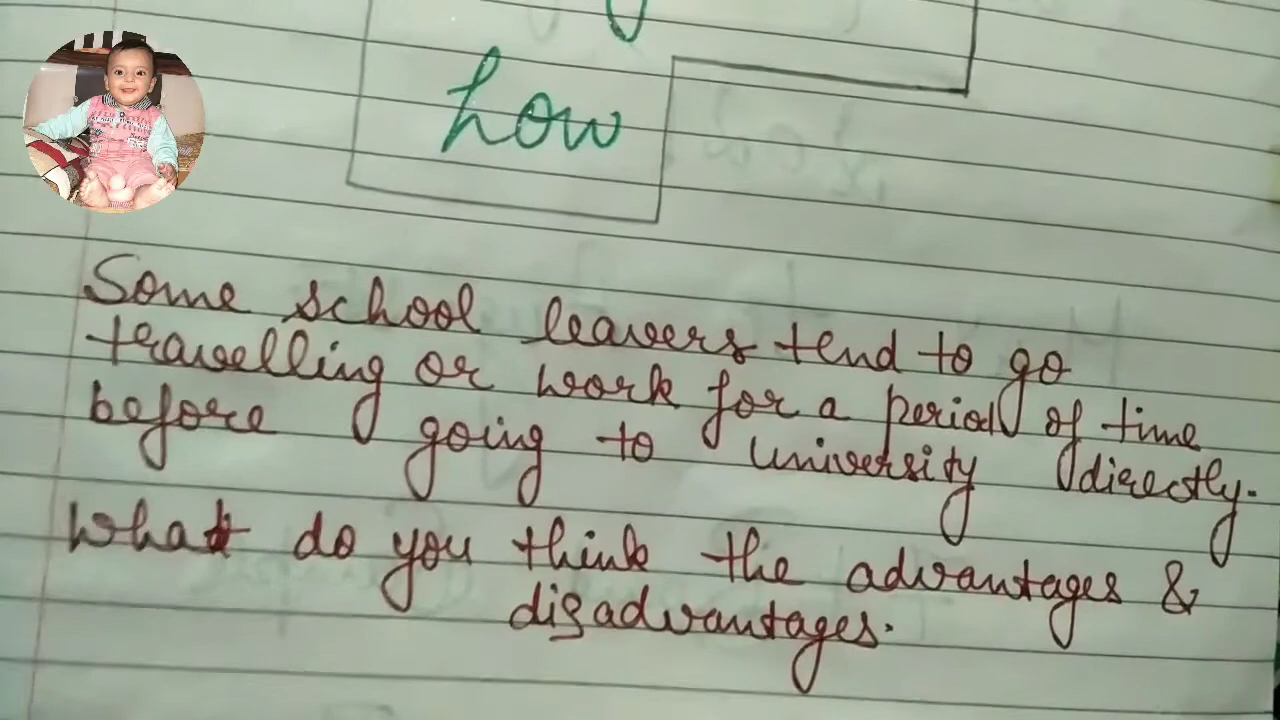 how
Some school leavers tend to go
travelling or work for a period of time
before going to university directly.
What do you think the advantages &
disadvantages.